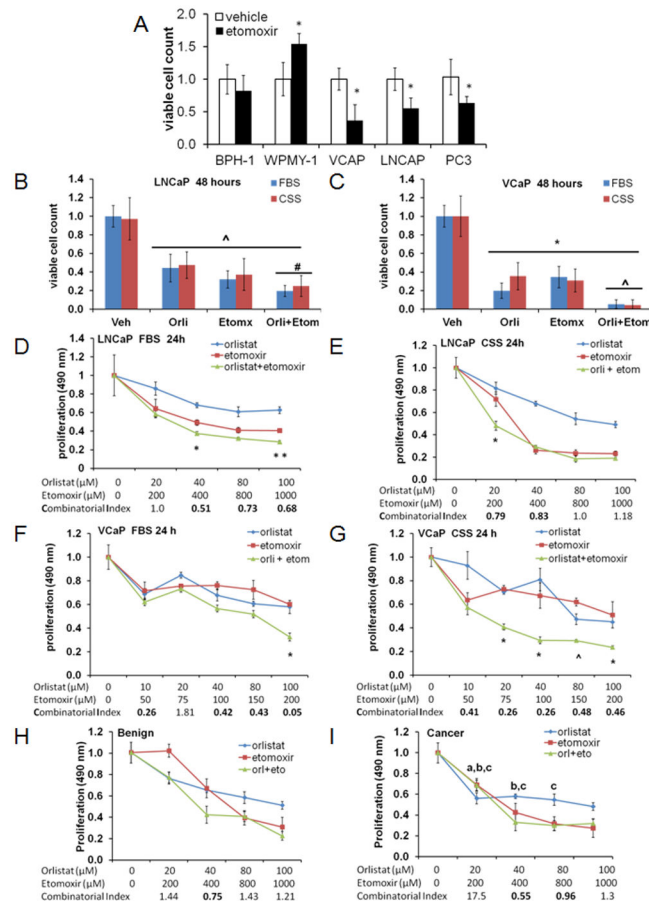 A
vehicle
etomoxir
viable cell count
2.0
1.5
1.0
0.5
0.0
* * * *
BPH-1 WPMY-1 VCAP LNCAP PC3
B
LNCaP 48 hours
FBS
CSS
viable cell count
1.4
1.2
1.0
0.8
0.6
0.4
0.2
0.0
^
#
Veh Orli Etomx Orli+Etom
C
VCaP 48 hours
FBS
CSS
viable cell count
1.4
1.2
1.0
0.8
0.6
0.4
0.2
0.0
*
^
Veh Orli Etomx Orli+Etom
D
LNCaP FBS 24h
orlistat
etomoxir
orlistat+etomoxir
proliferation (490 nm)
1.4
1.2
1.0
0.8
0.6
0.4
0.2
0.0
* **
Orlistat (μM) 0 20 40 80 100
Etomoxir (μM) 0 200 400 800 1000
Combinatorial Index 1.0 0.51 0.73 0.68
E
LNCaP CSS 24h
orlistat
etomoxir
orli + etom
proliferation (490 nm)
1.2
1.0
0.8
0.6
0.4
0.2
0.0
*
Orlistat (μM) 0 20 40 80 100
Etomoxir (μM) 0 200 400 800 1000
Combinatorial Index 0.79 0.83 1.0 1.18
F
VCaP FBS 24 h
orlistat
etomoxir
orli + etom
proliferation (490 nm)
1.2
1.0
0.8
0.6
0.4
0.2
0.0
*
Orlistat (μM) 0 10 20 40 80 100
Etomoxir (μM) 0 50 75 100 150 200
Combinatorial Index 0.26 1.81 0.42 0.43 0.05
G
VCaP CSS 24 h
orlistat
etomoxir
orlistat+etomoxir
proliferation (490 nm)
1.2
1.0
0.8
0.6
0.4
0.2
0.0
* * ^ *
Orlistat (μM) 0 10 20 40 80 100
Etomoxir (μM) 0 50 75 100 150 200
Combinatorial Index 0.41 0.26 0.26 0.48 0.46
H
Benign
orlistat
etomoxir
orl+eto
Proliferation (490 nm)
1.2
1.0
0.8
0.6
0.4
0.2
0.0
Orlistat (μM) 0 20 40 80 100
Etomoxir (μM) 0 200 400 800 1000
Combinatorial Index 1.44 0.75 1.43 1.21
I
Cancer
orlistat
etomoxir
orl+eto
Proliferation (490 nm)
1.2
1.0
0.8
0.6
0.4
0.2
0.0
a,b,c
b,c
c
Orlistat (μM) 0 20 40 80 100
Etomoxir (μM) 0 200 400 800 1000
Combinatorial Index 17.5 0.55 0.96 1.3